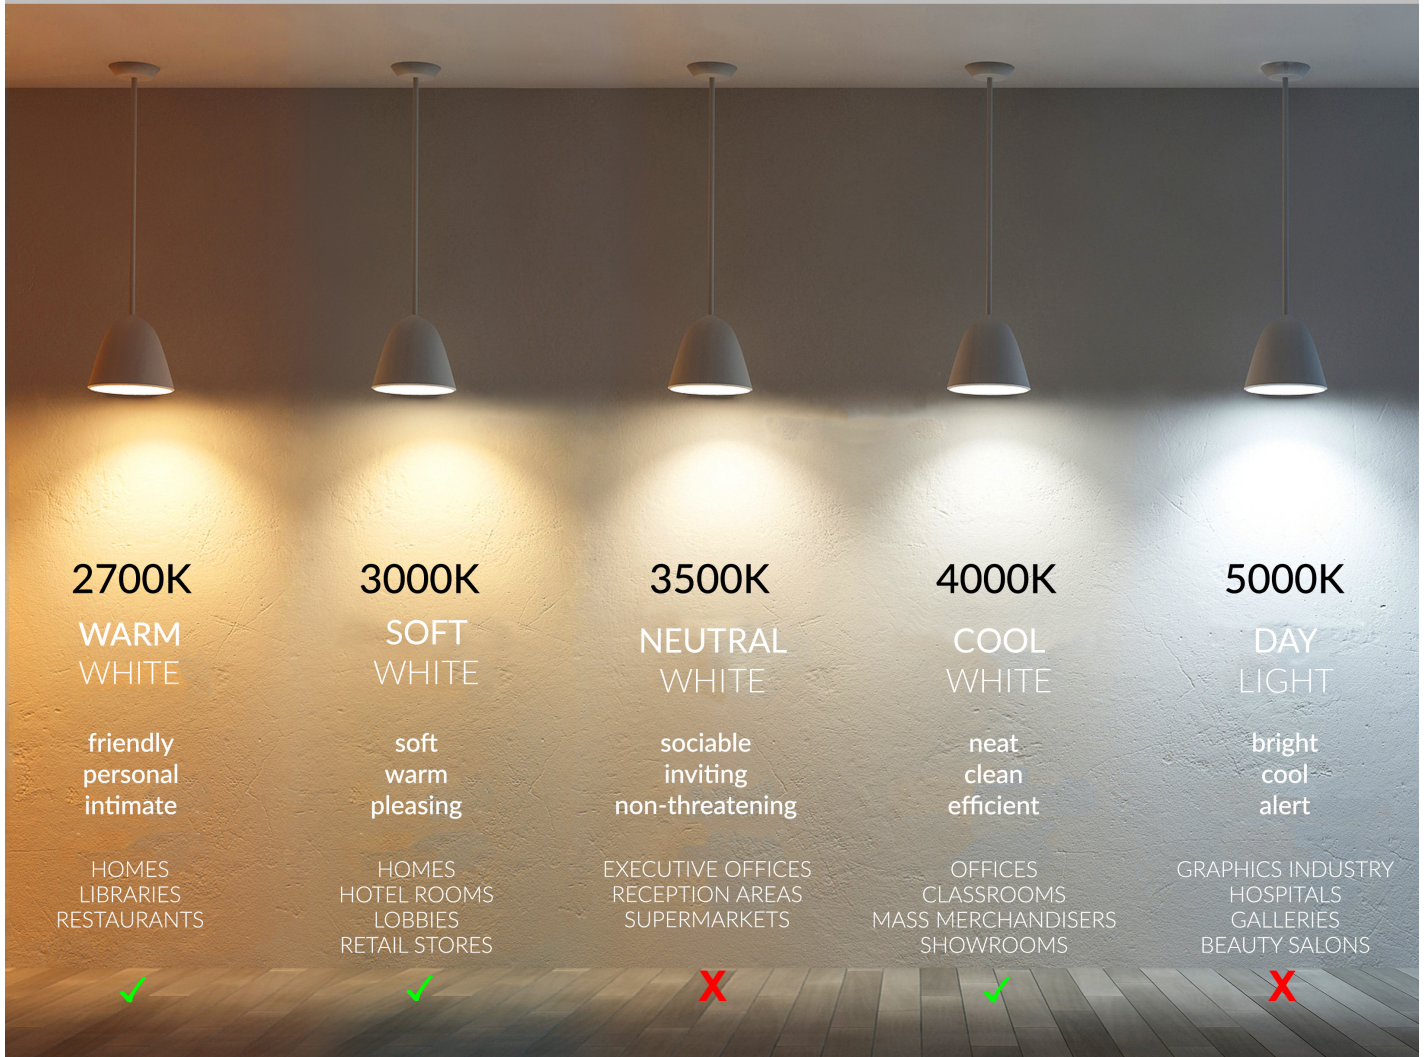 2700K
WARM
WHITE
friendly
personal
intimate
HOMES
LIBRARIES
RESTAURANTS
✓
3000K
SOFT
WHITE
soft
warm
pleasing
HOMES
HOTEL ROOMS
LOBBIES
RETAIL STORES
✓
3500K
NEUTRAL
WHITE
sociable
inviting
non-threatening
EXECUTIVE OFFICES
RECEPTION AREAS
SUPERMARKETS
X
4000K
COOL
WHITE
neat
clean
efficient
OFFICES
CLASSROOMS
MASS MERCHANDISERS
SHOWROOMS
✓
5000K
DAY
LIGHT
bright
cool
alert
GRAPHICS INDUSTRY
HOSPITALS
GALLERIES
BEAUTY SALONS
X